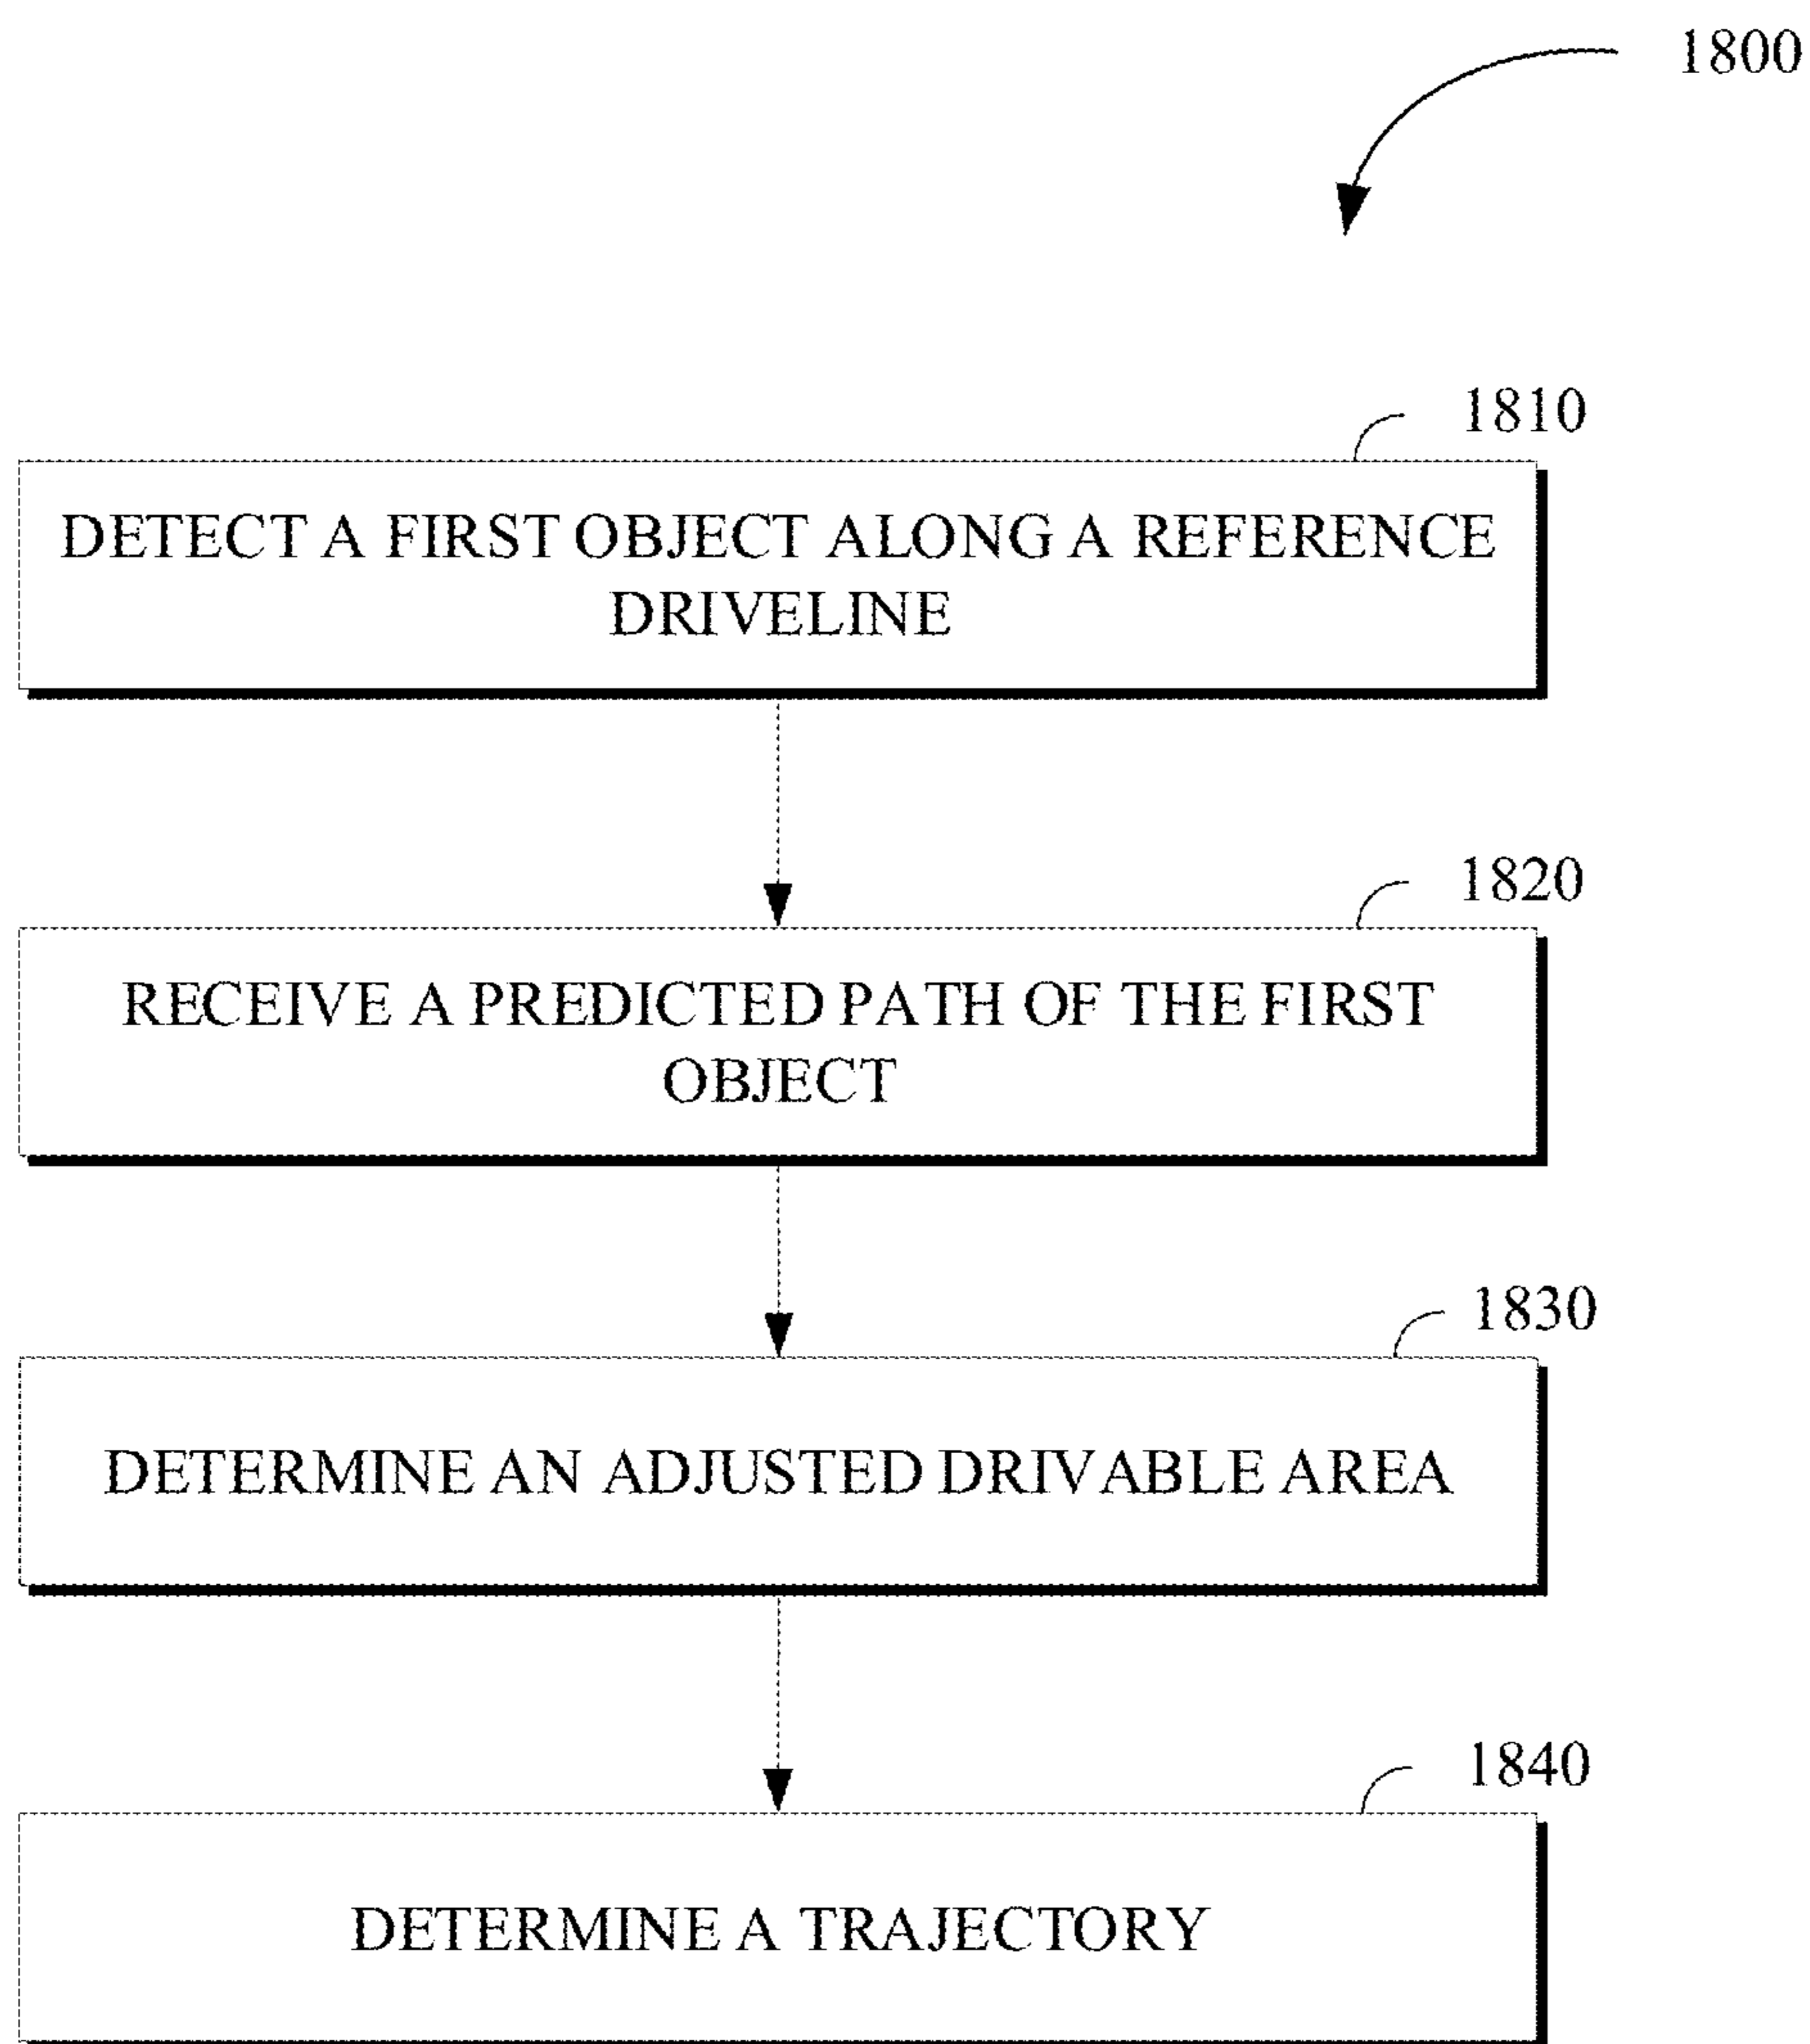 1800
1810
DETECT A FIRST OBJECT ALONG A REFERENCE
DRIVELINE
1820
RECEIVE A PREDICTED PATH OF THE FIRST
OBJECT
1830
DETERMINE AN ADJUSTED DRIVABLE AREA
1840
DETERMINE A TRAJECTORY